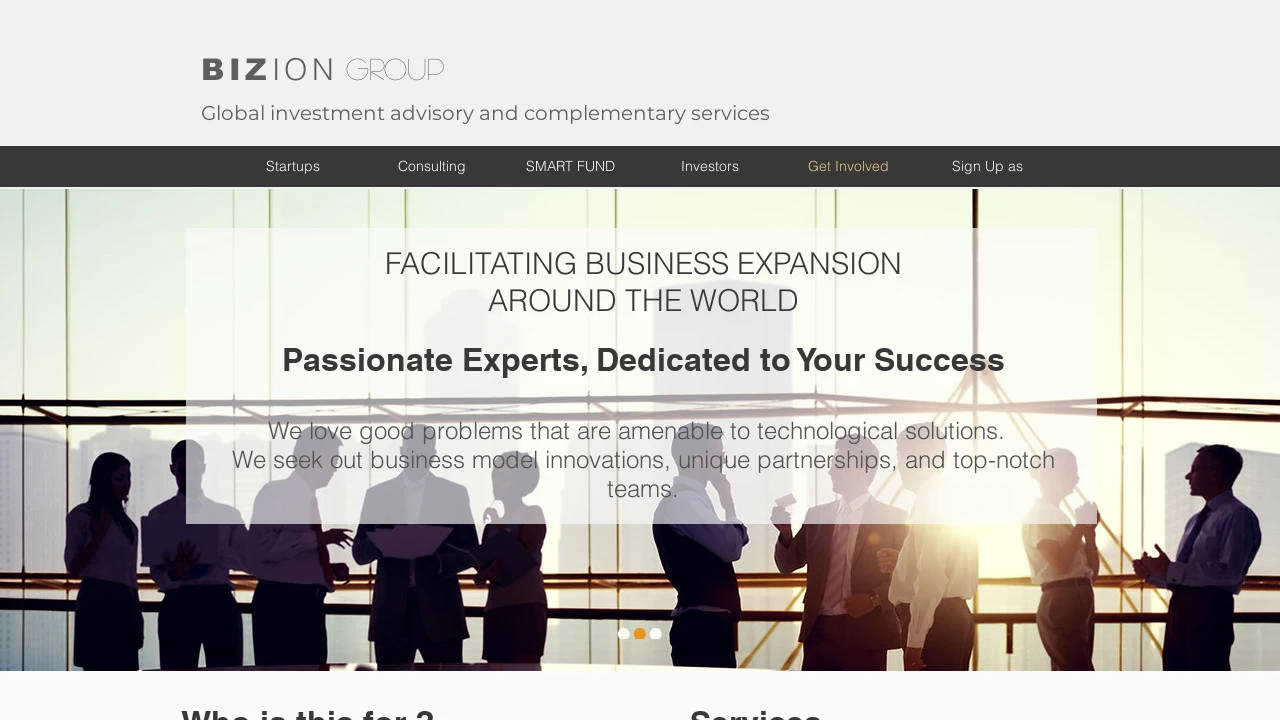 BIZION GROUP
Global investment advisory and complementary services
Startups Consulting SMART FUND Investors Get Involved Sign Up as
FACILITATING BUSINESS EXPANSION
AROUND THE WORLD
Passionate Experts, Dedicated to Your Success
We love good problems that are amenable to technological solutions.
We seek out business model innovations, unique partnerships, and top-notch
teams.
Who is this for ? Services